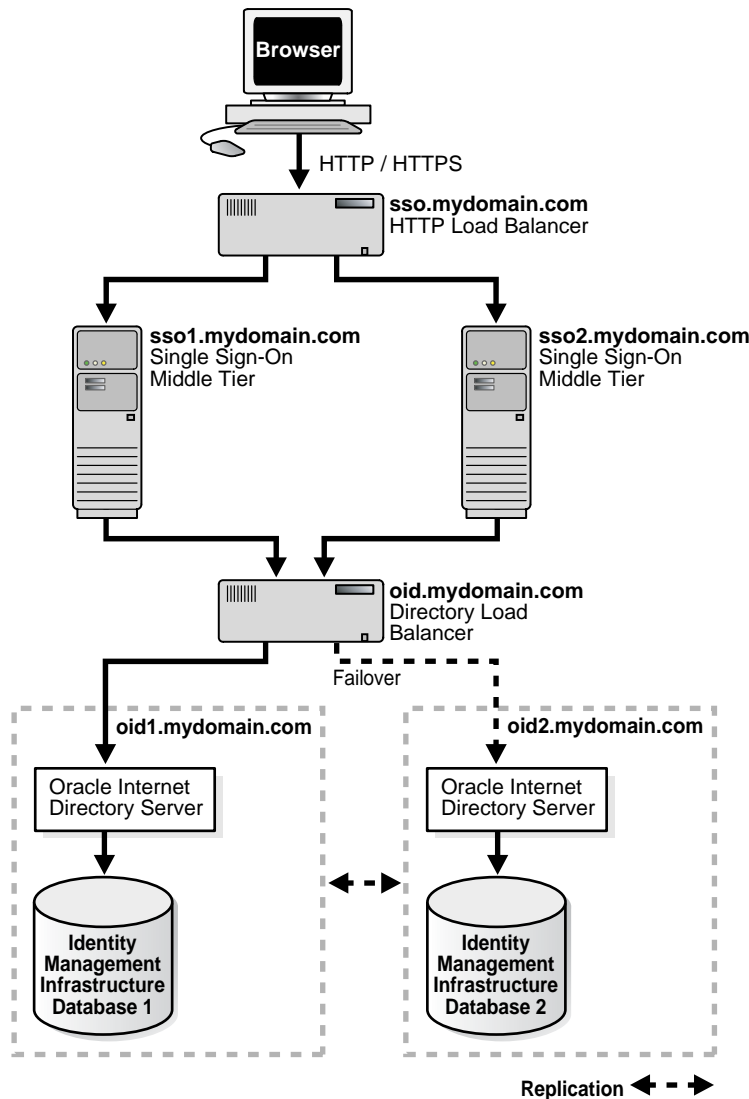 Browser
HTTP / HTTPS
sso.mydomain.com
HTTP Load Balancer
sso1.mydomain.com
Single Sign-On
Middle Tier
sso2.mydomain.com
Single Sign-On
Middle Tier
oid.mydomain.com
Directory Load
Balancer
Failover
oid1.mydomain.com
Oracle Internet
Directory Server
Identity
Management
Infrastructure
Database 1
oid2.mydomain.com
Oracle Internet
Directory Server
Identity
Management
Infrastructure
Database 2
Replication